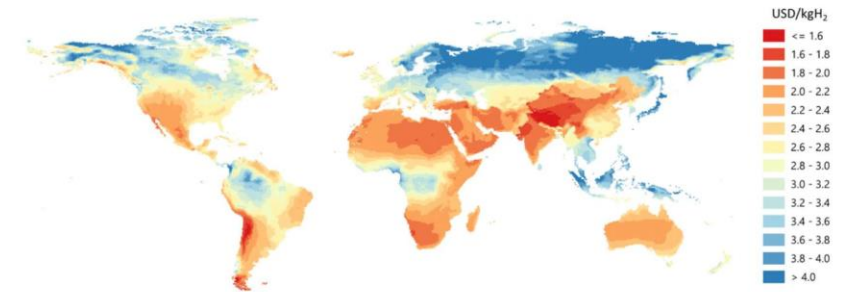 USD/kgH₂
<= 1.6
1.6 - 1.8
1.8 - 2.0
2.0 - 2.2
2.2 - 2.4
2.4 - 2.6
2.6 - 2.8
2.8 - 3.0
3.0 - 3.2
3.2 - 3.4
3.4 - 3.6
3.6 - 3.8
3.8 - 4.0
> 4.0